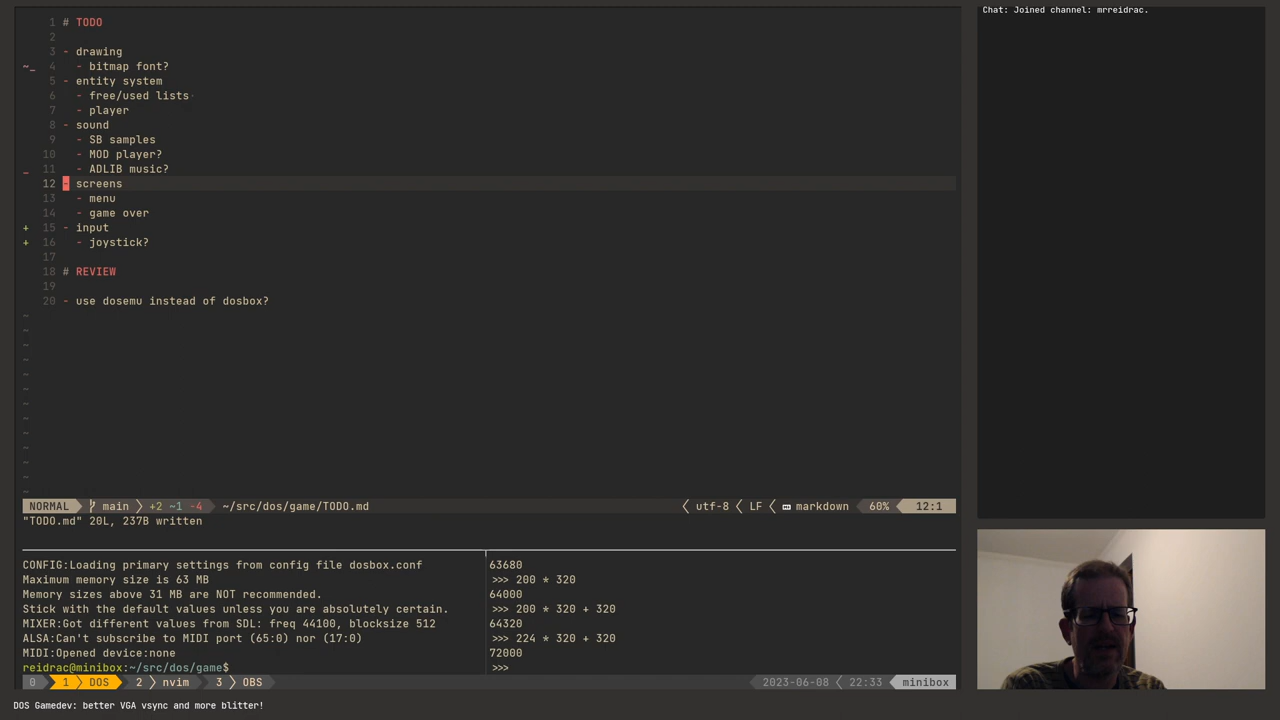 Chat: Joined channel: mrreidrac.
1 # TODO
2
3 - drawing
~_ 4 - bitmap font?
5 - entity system
6 - free/used lists·
7 - player
8 - sound
9 - SB samples
10 - MOD player?
_ 11 - ADLIB music?
12 - screens
13 - menu
14 - game over
+ 15 - input
+ 16 - joystick?
17
18 # REVIEW
19
20 - use dosemu instead of dosbox?
~
~
~
~
~
~
~
~
~
~
~
~
~
NORMAL main +2 ~1 -4 ~/src/dos/game/TODO.md utf-8 LF markdown 60% 12:1
"TODO.md" 20L, 237B written
CONFIG:Loading primary settings from config file dosbox.conf
Maximum memory size is 63 MB
Memory sizes above 31 MB are NOT recommended.
Stick with the default values unless you are absolutely certain.
MIXER:Got different values from SDL: freq 44100, blocksize 512
ALSA:Can't subscribe to MIDI port (65:0) nor (17:0)
MIDI:Opened device:none
reidrac@minibox:~/src/dos/game$
63680
>>> 200 * 320
64000
>>> 200 * 320 + 320
64320
>>> 224 * 320 + 320
72000
>>>
0 1 DOS 2 nvim 3 OBS 2023-06-08 22:33 minibox
DOS Gamedev: better VGA vsync and more blitter!